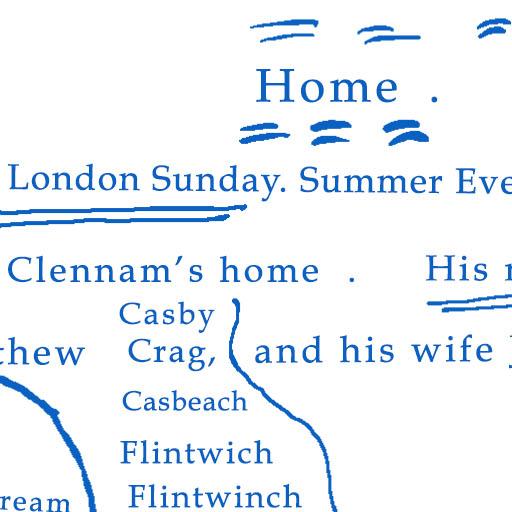 Home .
London Sunday. Summer Eve
Clennam's home . His
Casby
thew Crag, and his wife
Casbeach
Flintwich
ream Flintwinch